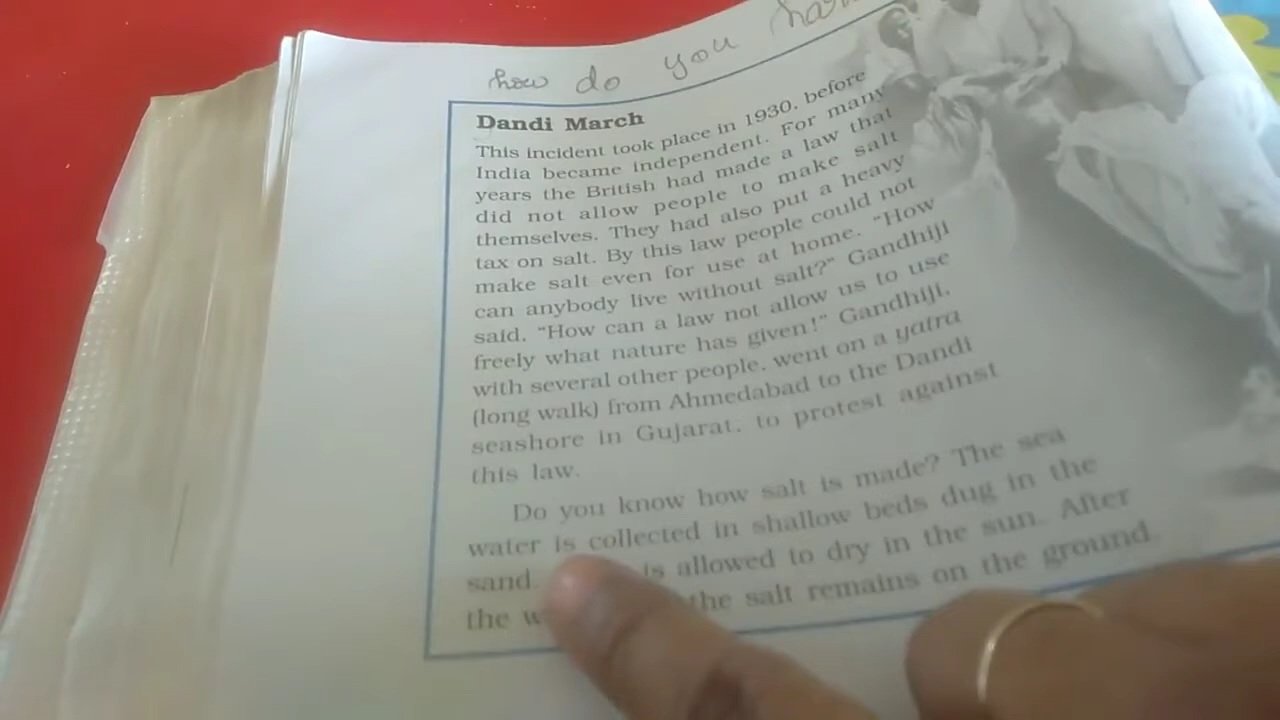 how do you
Dandi March
This incident took place in 1930, before
India became independent. For many
years the British had made a law that
did not allow people to make salt
themselves. They had also put a heavy
tax on salt. By this law people could not
make salt even for use at home. “How
can anybody live without salt?” Gandhiji
said, “How can a law not allow us to use
freely what nature has given!” Gandhiji,
with several other people, went on a yatra
(long walk) from Ahmedabad to the Dandi
seashore in Gujarat, to protest against
this law.
Do you know how salt is made? The sea
water is collected in shallow beds dug in the
sand. is allowed to dry in the sun. After
the the salt remains on the ground.